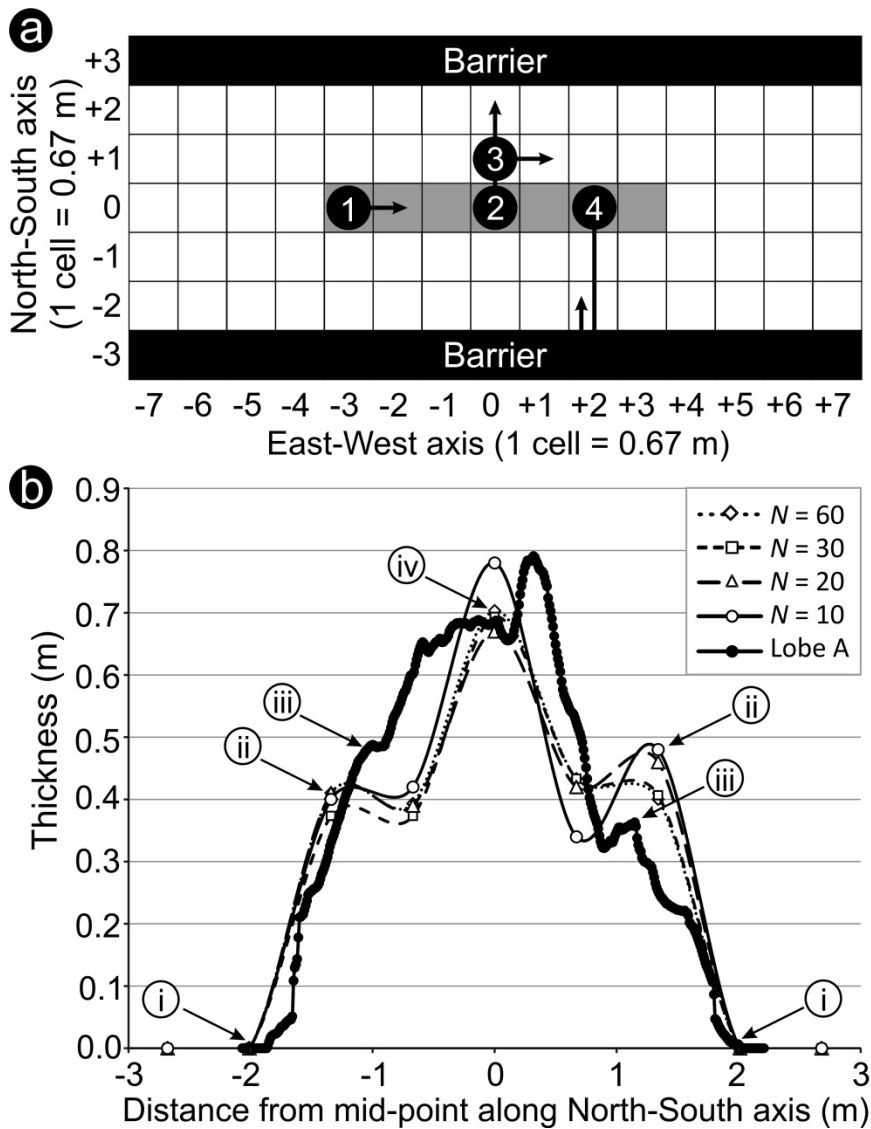 a
North-South axis
(1 cell = 0.67 m)
+3
Barrier
+2
+1
3
0
1
2
4
-1
-2
-3
Barrier
-7 -6 -5 -4 -3 -2 -1 0 +1 +2 +3 +4 +5 +6 +7
East-West axis (1 cell = 0.67 m)
b
Thickness (m)
0.9
0.8
0.7
0.6
0.5
0.4
0.3
0.2
0.1
0.0
N = 60
N = 30
N = 20
N = 10
Lobe A
iv
iii
ii
ii
iii
i
i
-3 -2 -1 0 1 2 3
Distance from mid-point along North-South axis (m)